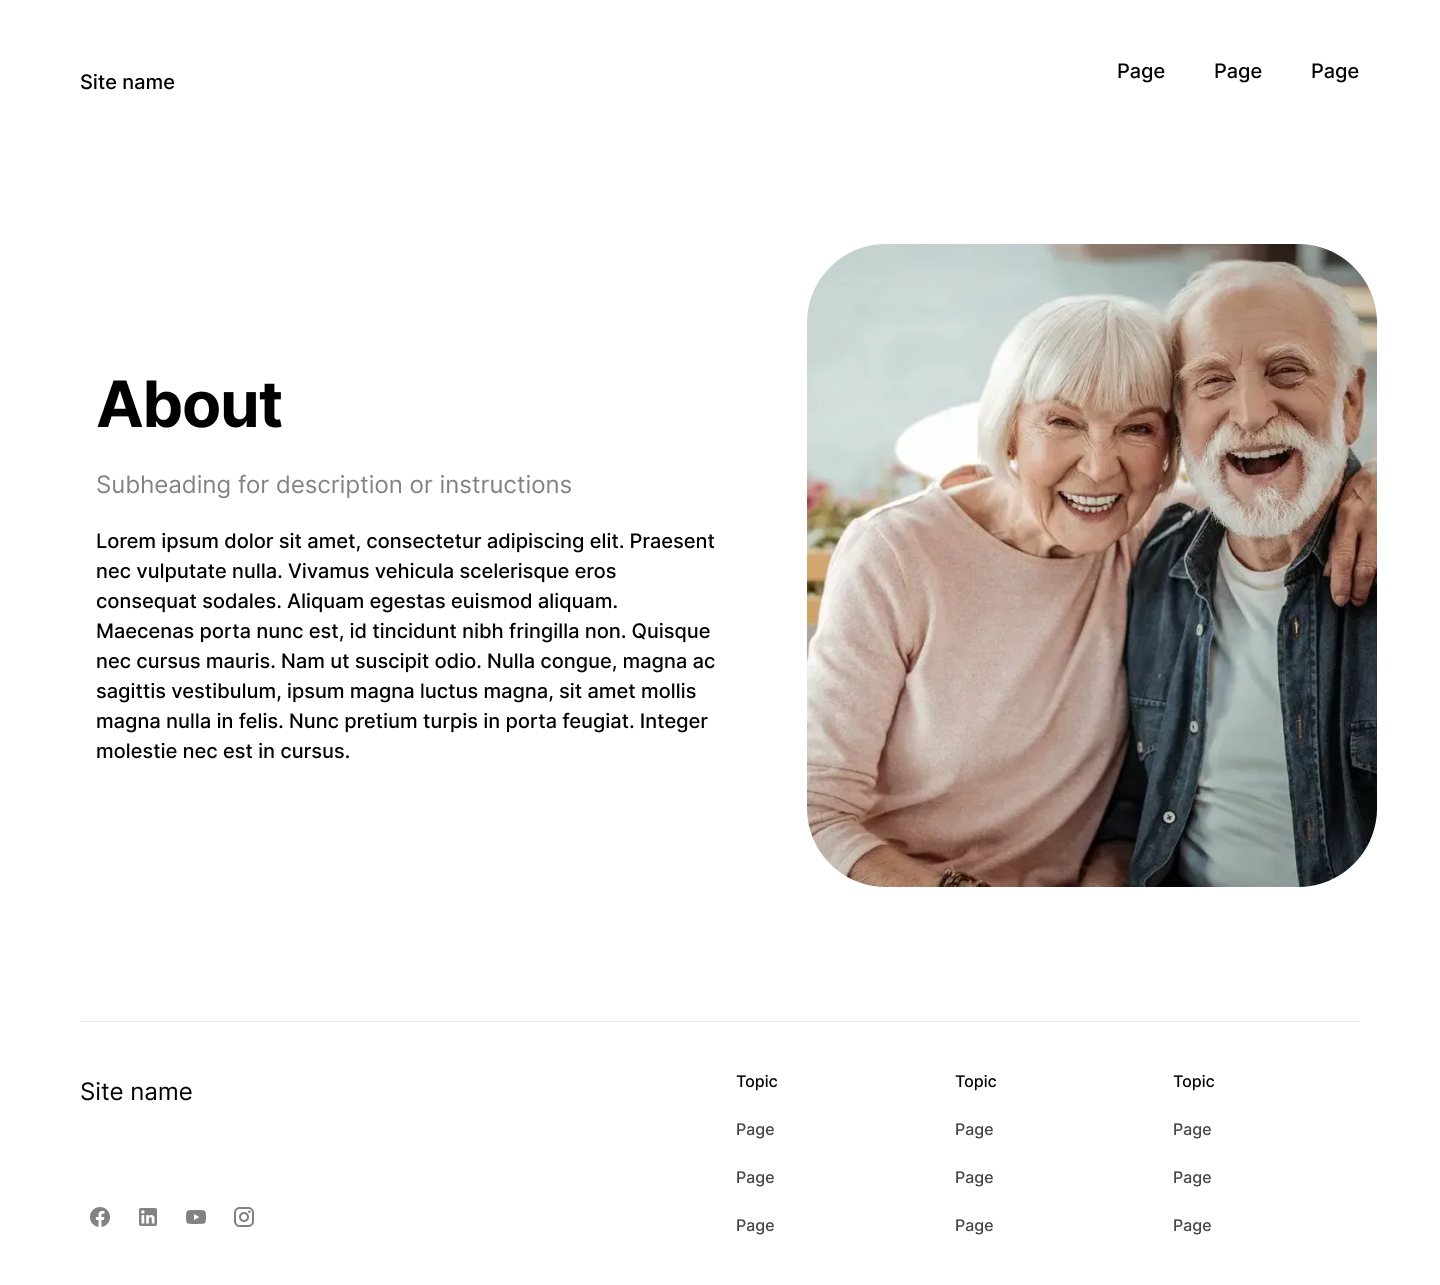 Site name
Page Page Page
About
Subheading for description or instructions
Lorem ipsum dolor sit amet, consectetur adipiscing elit. Praesent
nec vulputate nulla. Vivamus vehicula scelerisque eros
consequat sodales. Aliquam egestas euismod aliquam.
Maecenas porta nunc est, id tincidunt nibh fringilla non. Quisque
nec cursus mauris. Nam ut suscipit odio. Nulla congue, magna ac
sagittis vestibulum, ipsum magna luctus magna, sit amet mollis
magna nulla in felis. Nunc pretium turpis in porta feugiat. Integer
molestie nec est in cursus.
Site name
Topic Topic Topic
Page Page Page
Page Page Page
Page Page Page